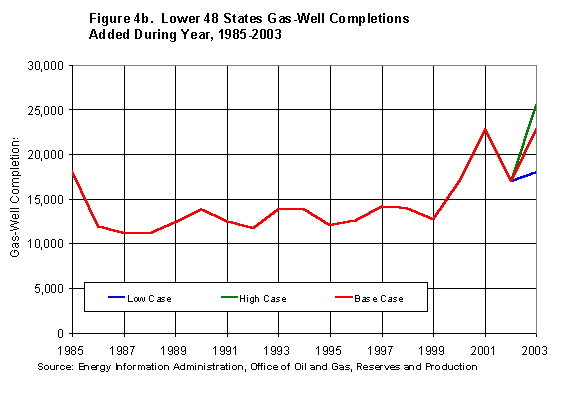 Figure 4b.  Lower 48 States Gas-Well Completions
Added During Year, 1985-2003
30,000
25,000
20,000
15,000
10,000
5,000
0
Gas-Well Completion:
Low Case
High Case
Base Case
1985 1987 1989 1991 1993 1995 1997 1999 2001 2003
Source: Energy Information Administration, Office of Oil and Gas, Reserves and Production